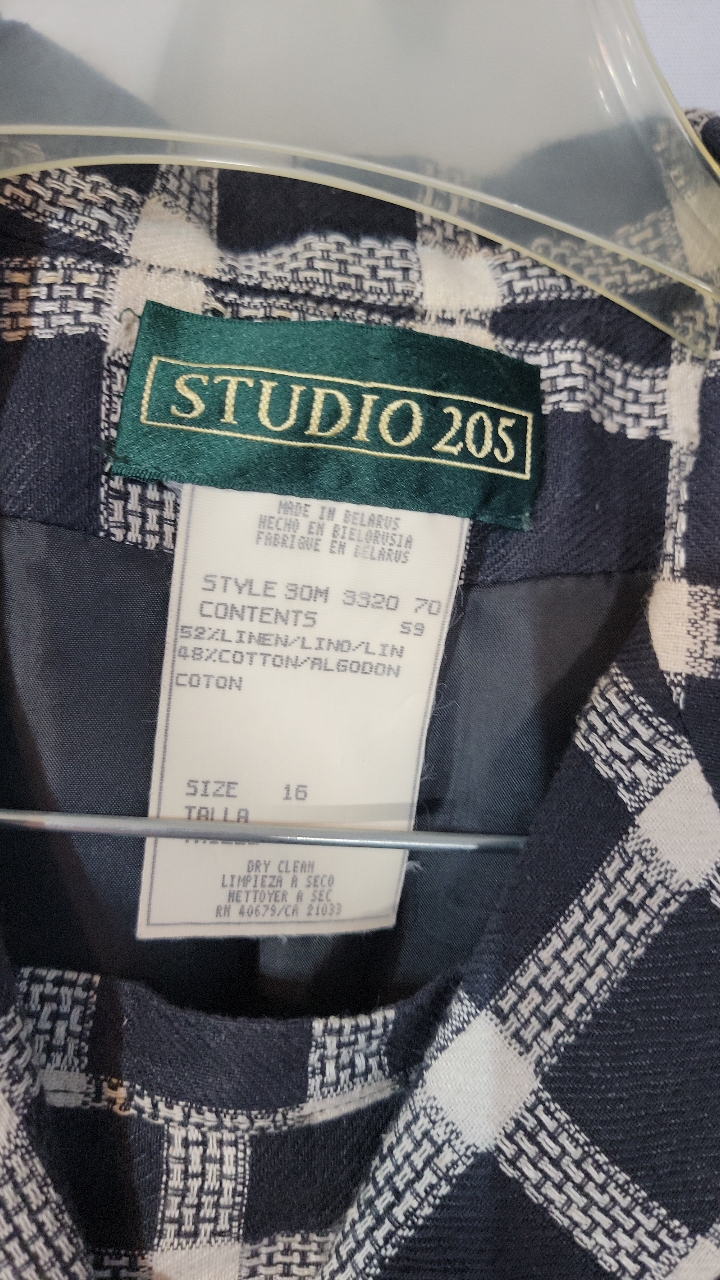 STUDIO 205
MADE IN BELARUS
HECHO EN BIELORUSIA
FABRIQUE EN BELARUS
STYLE 30M 3320 70
CONTENTS 59
52%LINEN/LINO/LIN
48%COTTON/ALGODON
COTON
SIZE 16
TALLA
DRY CLEAN
LIMPIEZA A SECO
NETTOYER A SEC
RN 40679/CA 21033